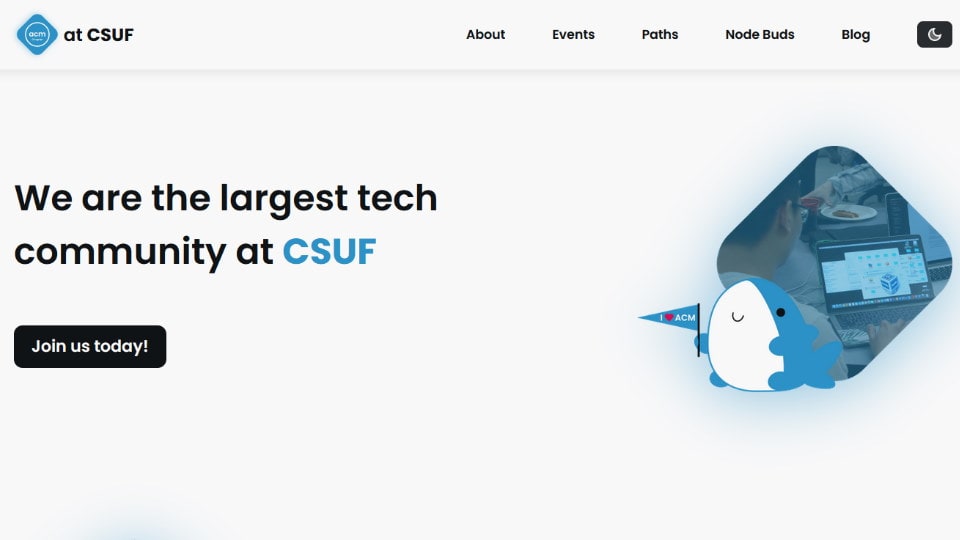 acm
at CSUF
About
Events
Paths
Node Buds
Blog
We are the largest tech
community at CSUF
Join us today!
I ❤ ACM